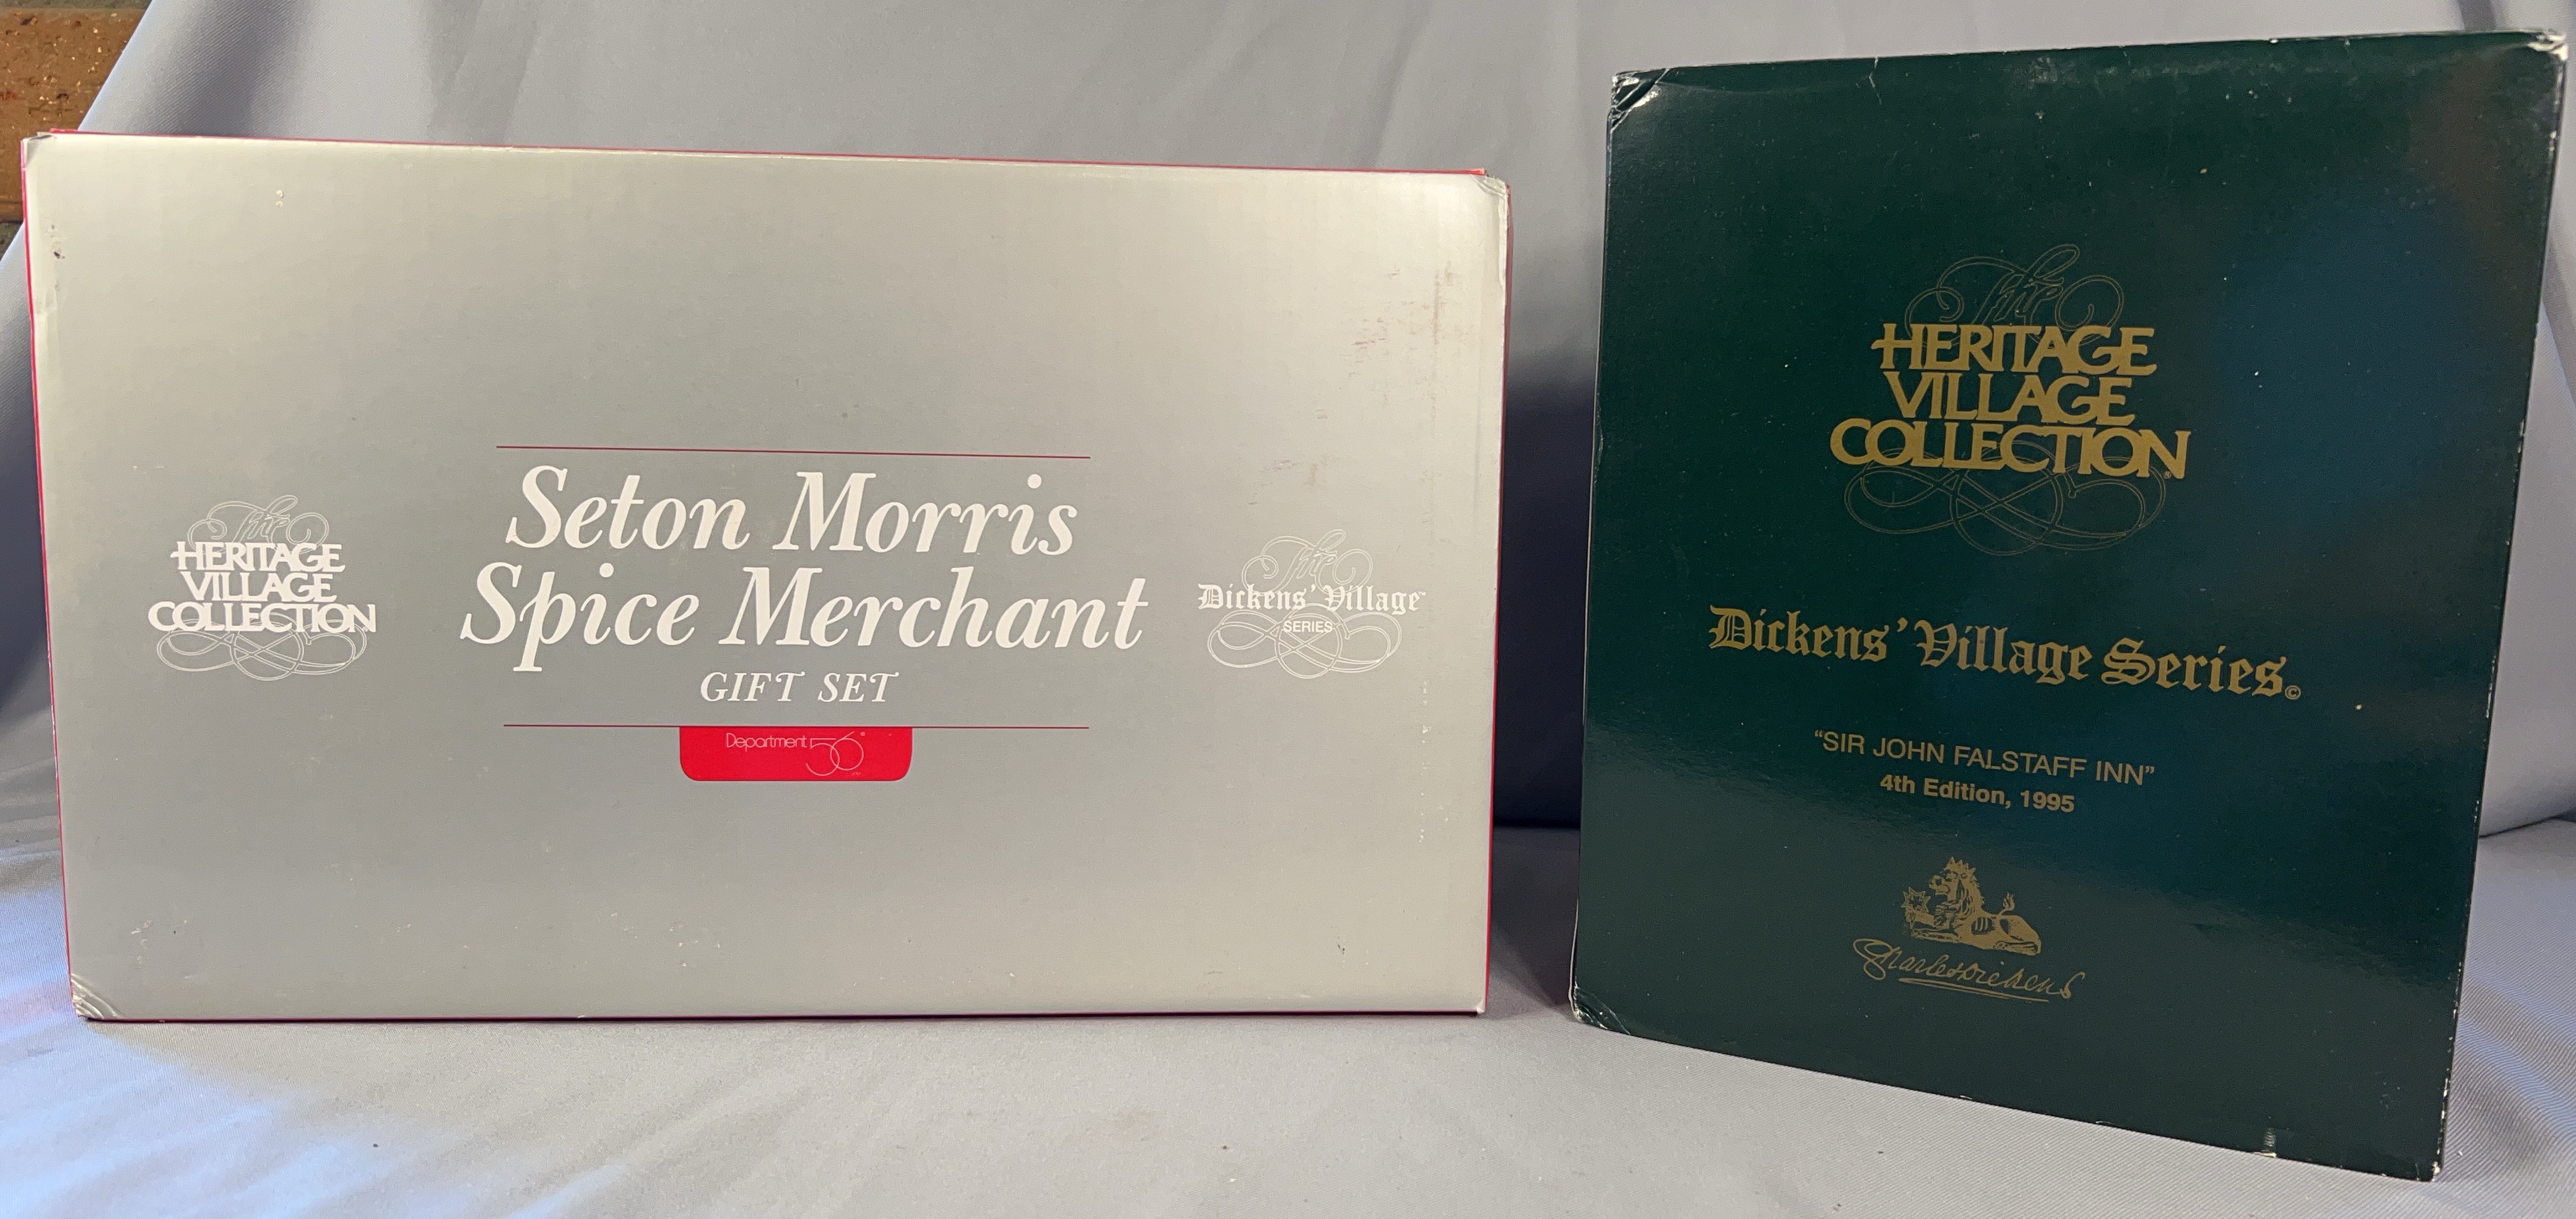 The
HERITAGE
VILLAGE
COLLECTION
Seton Morris
Spice Merchant
GIFT SET
Department 56®
The
Dickens' Village™
SERIES
The
HERITAGE
VILLAGE
COLLECTION®
Dickens' Village Series©
"SIR JOHN FALSTAFF INN"
4th Edition, 1995
Charles Dickens